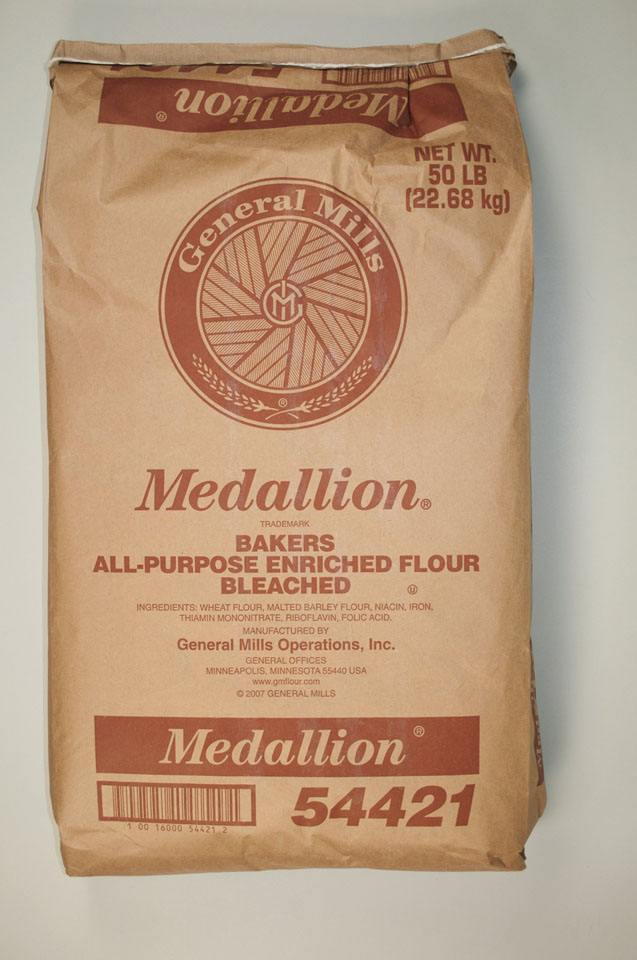 Medallion ®
NET WT.
50 LB
(22.68 kg)
General Mills
GM
®
Medallion®
TRADEMARK
BAKERS
ALL-PURPOSE ENRICHED FLOUR
BLEACHED U
INGREDIENTS: WHEAT FLOUR, MALTED BARLEY FLOUR, NIACIN, IRON,
THIAMIN MONONITRATE, RIBOFLAVIN, FOLIC ACID.
MANUFACTURED BY
General Mills Operations, Inc.
GENERAL OFFICES
MINNEAPOLIS, MINNESOTA 55440 USA
www.gmflour.com
© 2007 GENERAL MILLS
Medallion ®
54421
1 00 16000 54421 2